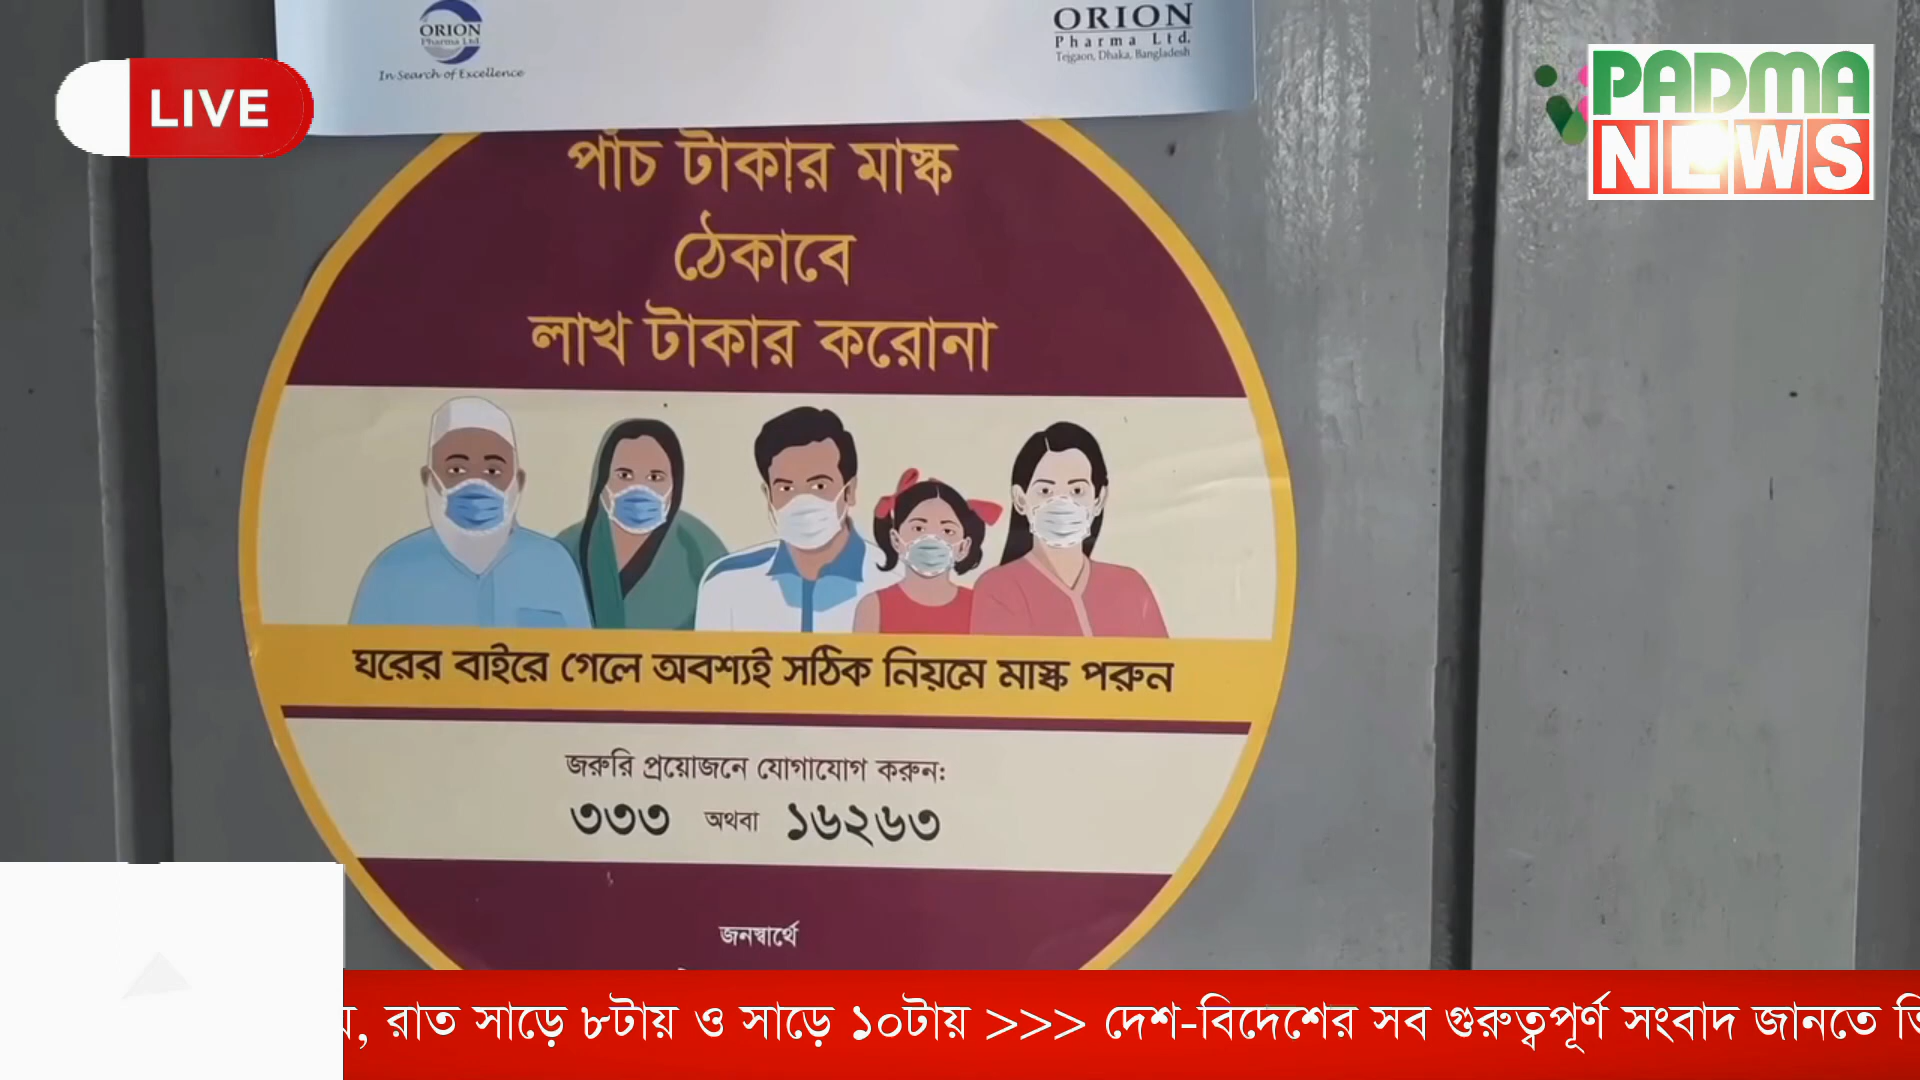 ORION
Pharma Ltd.
In Search of Excellence
ORION
Pharma Ltd.
Tejgaon, Dhaka, Bangladesh
LIVE
PADMA
NEWS
পাঁচ টাকার মাস্ক
ঠেকাবে
লাখ টাকার করোনা
ঘরের বাইরে গেলে অবশ্যই সঠিক নিয়মে মাস্ক পরুন
জরুরি প্রয়োজনে যোগাযোগ করুন:
৩৩৩ অথবা ১৬২৬৩
জনস্বার্থে
, রাত সাড়ে ৮টায় ও সাড়ে ১০টায় >>> দেশ-বিদেশের সব গুরুত্বপূর্ণ সংবাদ জানতে